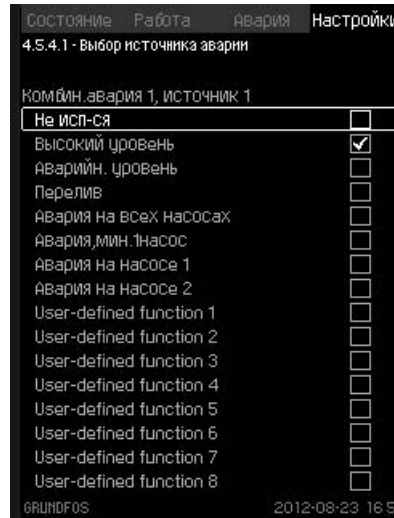 Состояние Работа Авария Настройки
4.5.4.1 - Выбор источника аварии
Комбин.авария 1, источник 1
Не исп-ся
Высокий уровень
Аварийн. уровень
Перелив
Авария на всех насосах
Авария,мин.1насос
Авария на насосе 1
Авария на насосе 2
User-defined function 1
User-defined function 2
User-defined function 3
User-defined function 4
User-defined function 5
User-defined function 6
User-defined function 7
User-defined function 8
GRUNDFOS 2012-08-23 16:5